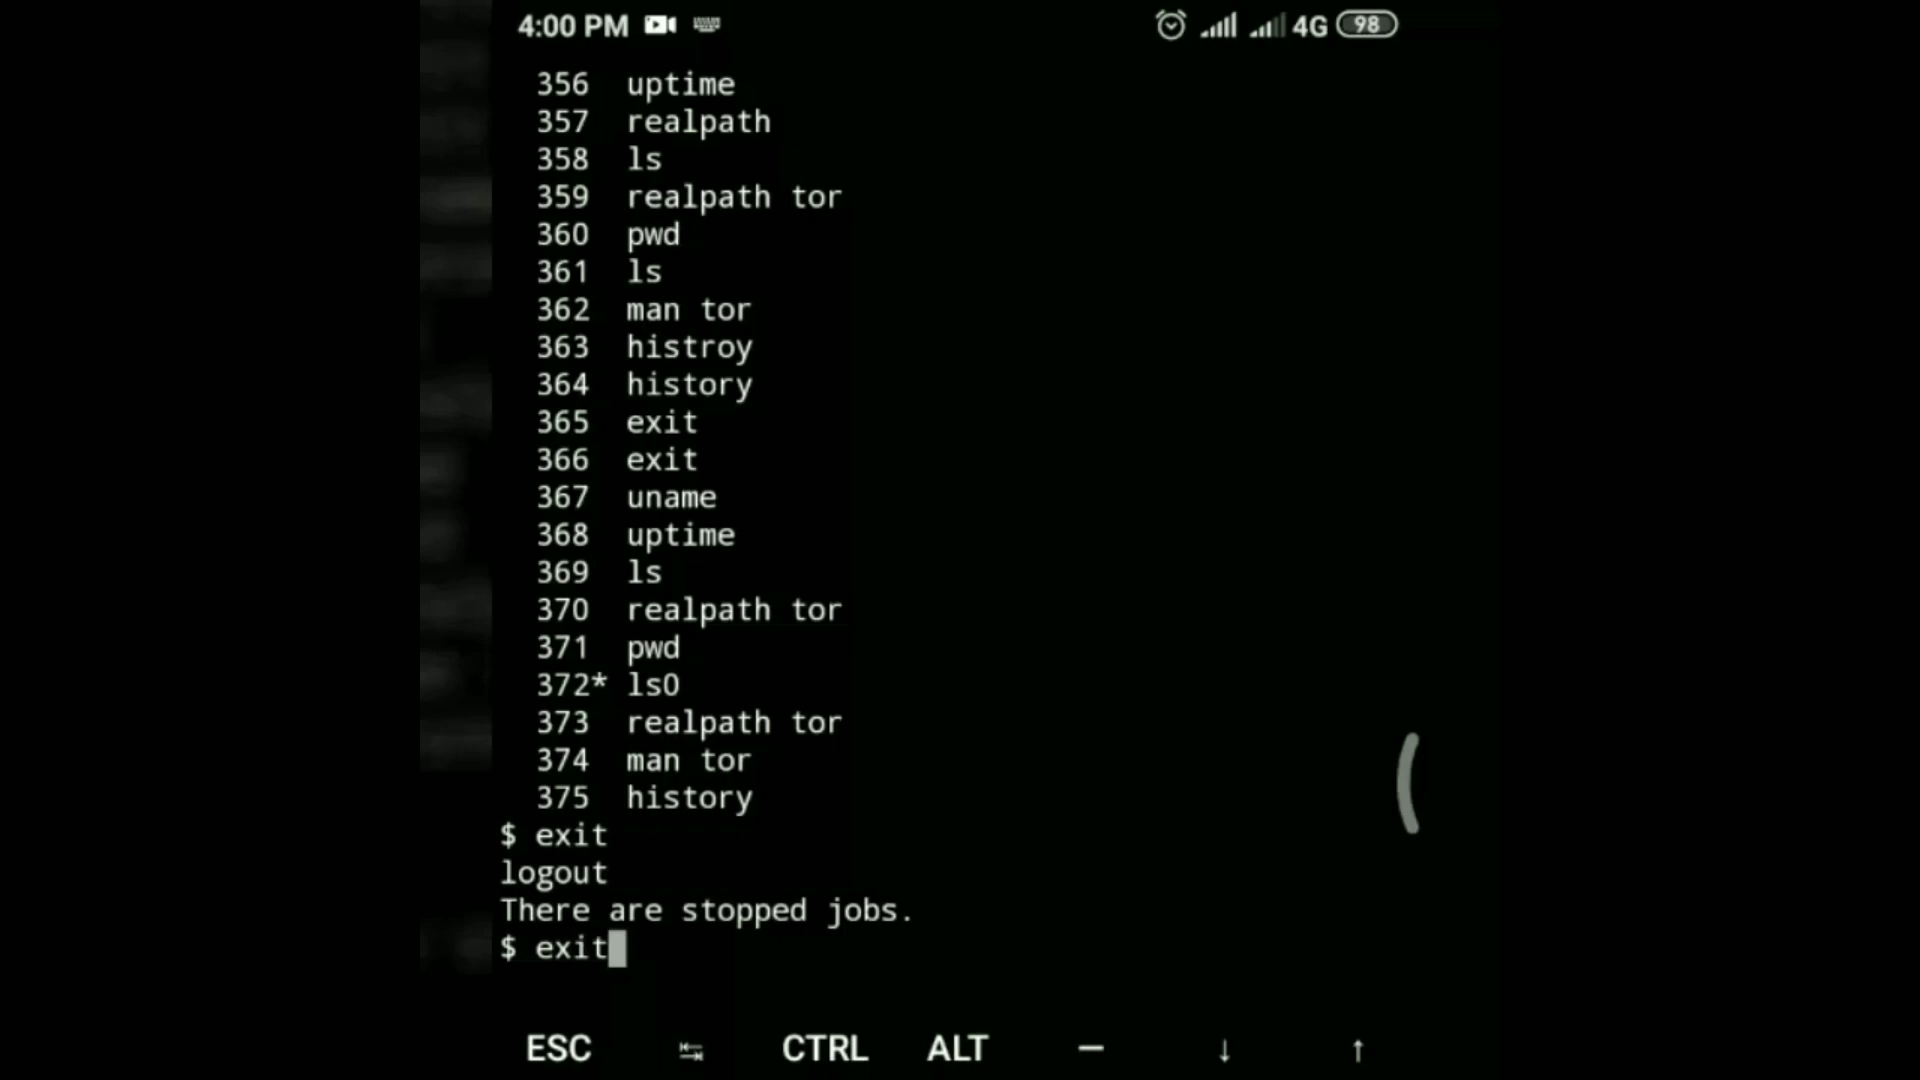 4:00 PM 4G 98
356 uptime
357 realpath
358 ls
359 realpath tor
360 pwd
361 ls
362 man tor
363 histroy
364 history
365 exit
366 exit
367 uname
368 uptime
369 ls
370 realpath tor
371 pwd
372* ls0
373 realpath tor
374 man tor
375 history
$ exit
logout
There are stopped jobs.
$ exit
ESC CTRL ALT — ↓ ↑